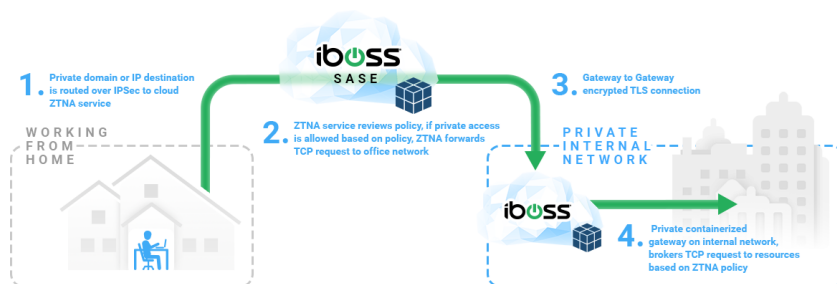 iboss
SASE
1. Private domain or IP destination
is routed over IPSec to cloud
ZTNA service
3. Gateway to Gateway
encrypted TLS connection
2. ZTNA service reviews policy, if private access
is allowed based on policy, ZTNA forwards
TCP request to office network
WORKING
FROM
HOME
PRIVATE
INTERNAL
NETWORK
iboss
4. Private containerized
gateway on internal network,
brokers TCP request to resources
based on ZTNA policy